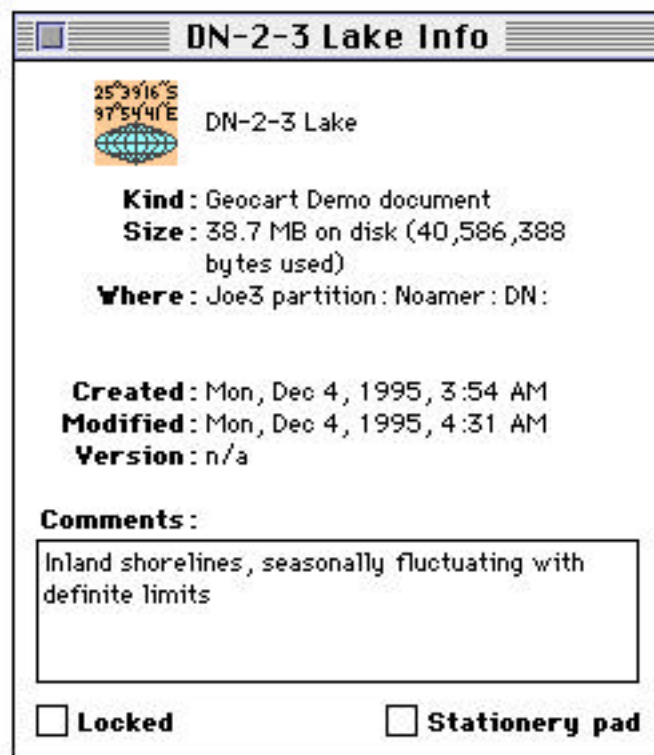 DN-2-3 Lake Info
25°39'16"S
97°54'41"E
DN-2-3 Lake
Kind: Geocart Demo document
Size: 38.7 MB on disk (40,586,388
bytes used)
Where: Joe3 partition: Noamer: DN:
Created: Mon, Dec 4, 1995, 3:54 AM
Modified: Mon, Dec 4, 1995, 4:31 AM
Version: n/a
Comments:
Inland shorelines, seasonally fluctuating with
definite limits
Locked
Stationery pad